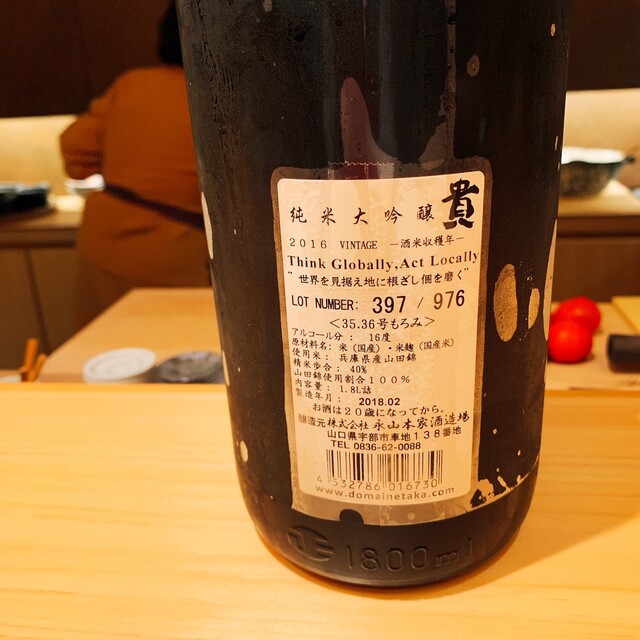 純米大吟醸 貴
2016 VINTAGE －酒米収穫年－
Think Globally,Act Locally
"世界を見据え地に根ざし個を磨く"
LOT NUMBER: 397 / 976
＜35.36号もろみ＞
アルコール分： 16度
原材料名：米（国産）・米麹（国産米）
使用米： 兵庫県産山田錦
精米歩合： 40%
山田錦使用割合100%
内容量： 1.8L詰
製造年月： 2018.02
お酒は20歳になってから。
醸造元株式会社永山本家酒造場
山口県宇部市車地138番地
TEL 0836-62-0088
4 532786 016730
www.domainetaka.com
1800ml